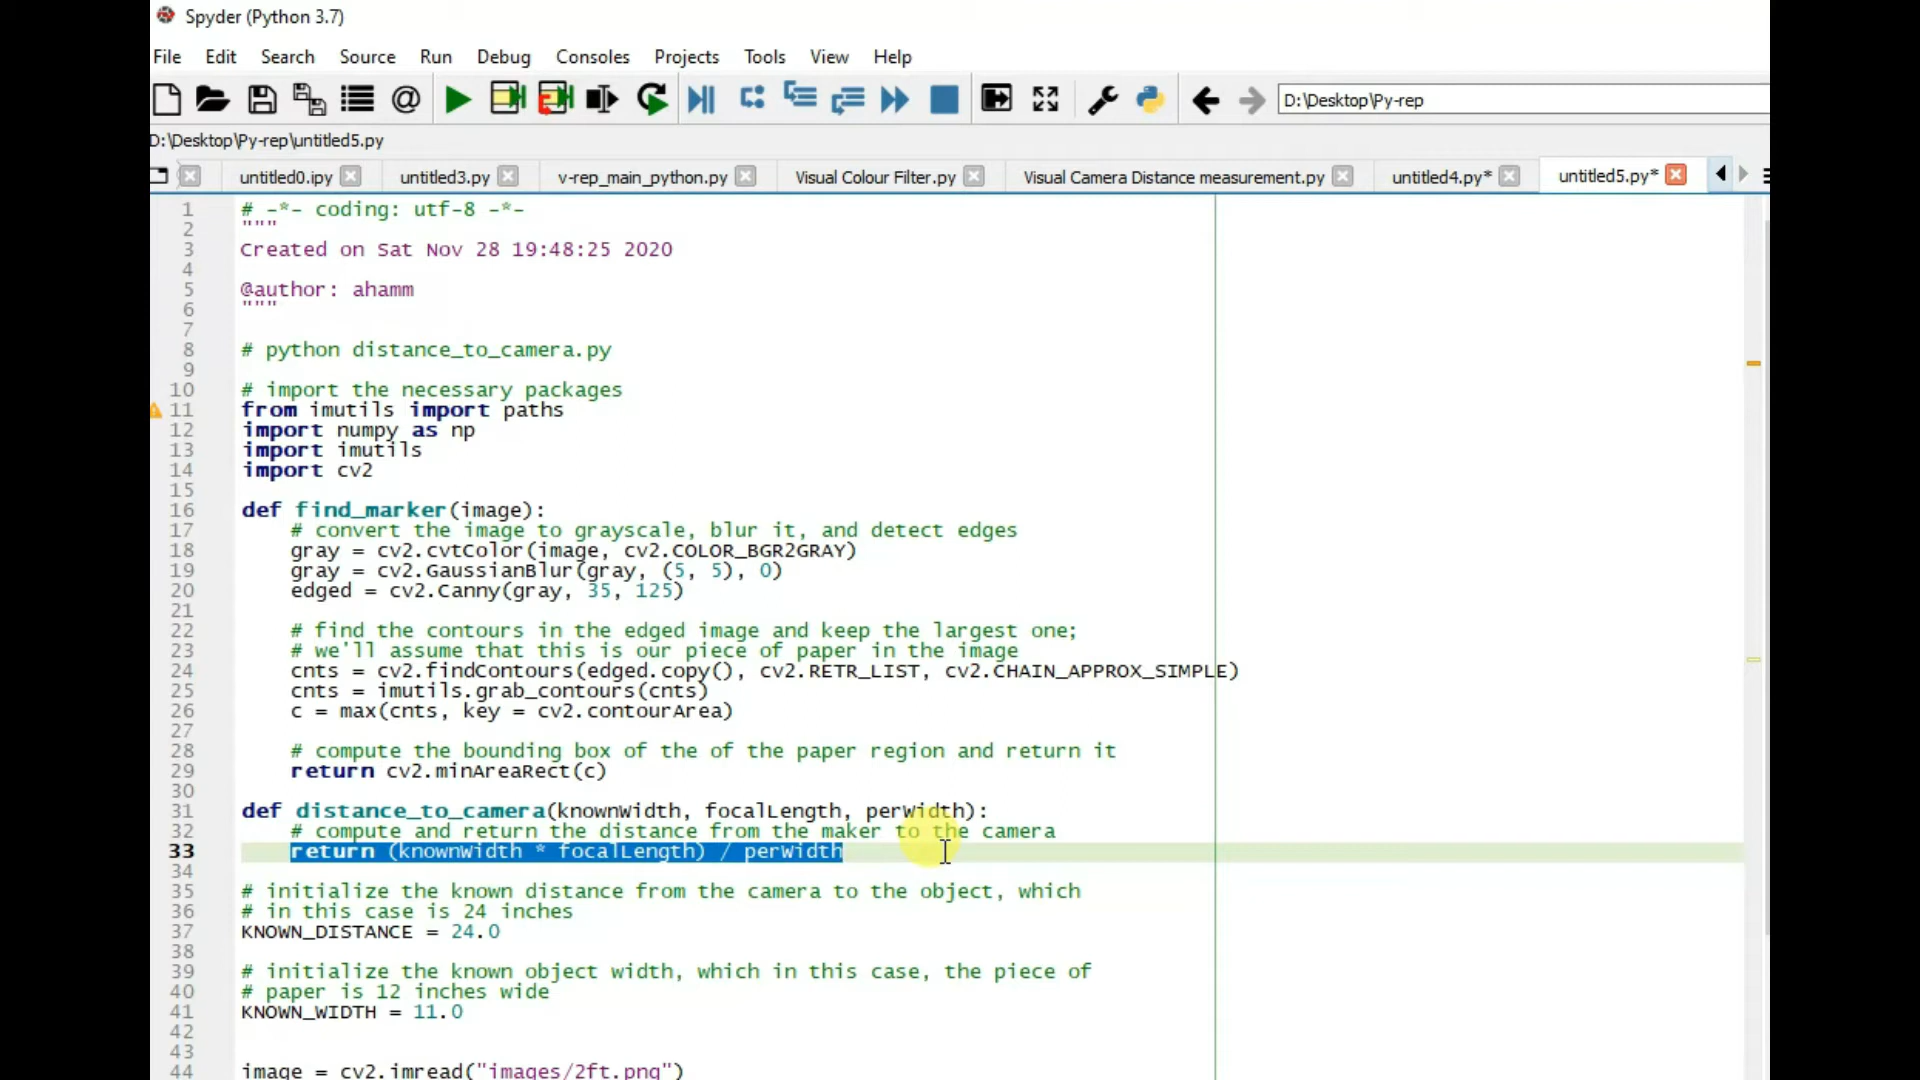 Spyder (Python 3.7)
File Edit Search Source Run Debug Consoles Projects Tools View Help
D:\Desktop\Py-rep
D:\Desktop\Py-rep\untitled5.py
untitled0.ipy untitled3.py v-rep_main_python.py Visual Colour Filter.py Visual Camera Distance measurement.py untitled4.py* untitled5.py*
1 # -*- coding: utf-8 -*-
2 """
3 Created on Sat Nov 28 19:48:25 2020
4
5 @author: ahamm
6 """
7
8 # python distance_to_camera.py
9
10 # import the necessary packages
11 from imutils import paths
12 import numpy as np
13 import imutils
14 import cv2
15
16 def find_marker(image):
17 # convert the image to grayscale, blur it, and detect edges
18 gray = cv2.cvtColor(image, cv2.COLOR_BGR2GRAY)
19 gray = cv2.GaussianBlur(gray, (5, 5), 0)
20 edged = cv2.Canny(gray, 35, 125)
21
22 # find the contours in the edged image and keep the largest one;
23 # we'll assume that this is our piece of paper in the image
24 cnts = cv2.findContours(edged.copy(), cv2.RETR_LIST, cv2.CHAIN_APPROX_SIMPLE)
25 cnts = imutils.grab_contours(cnts)
26 c = max(cnts, key = cv2.contourArea)
27
28 # compute the bounding box of the of the paper region and return it
29 return cv2.minAreaRect(c)
30
31 def distance_to_camera(knownWidth, focalLength, perWidth):
32 # compute and return the distance from the maker to the camera
33 return (knownWidth * focalLength) / perWidth
34
35 # initialize the known distance from the camera to the object, which
36 # in this case is 24 inches
37 KNOWN_DISTANCE = 24.0
38
39 # initialize the known object width, which in this case, the piece of
40 # paper is 12 inches wide
41 KNOWN_WIDTH = 11.0
42
43
44 image = cv2.imread("images/2ft.png")